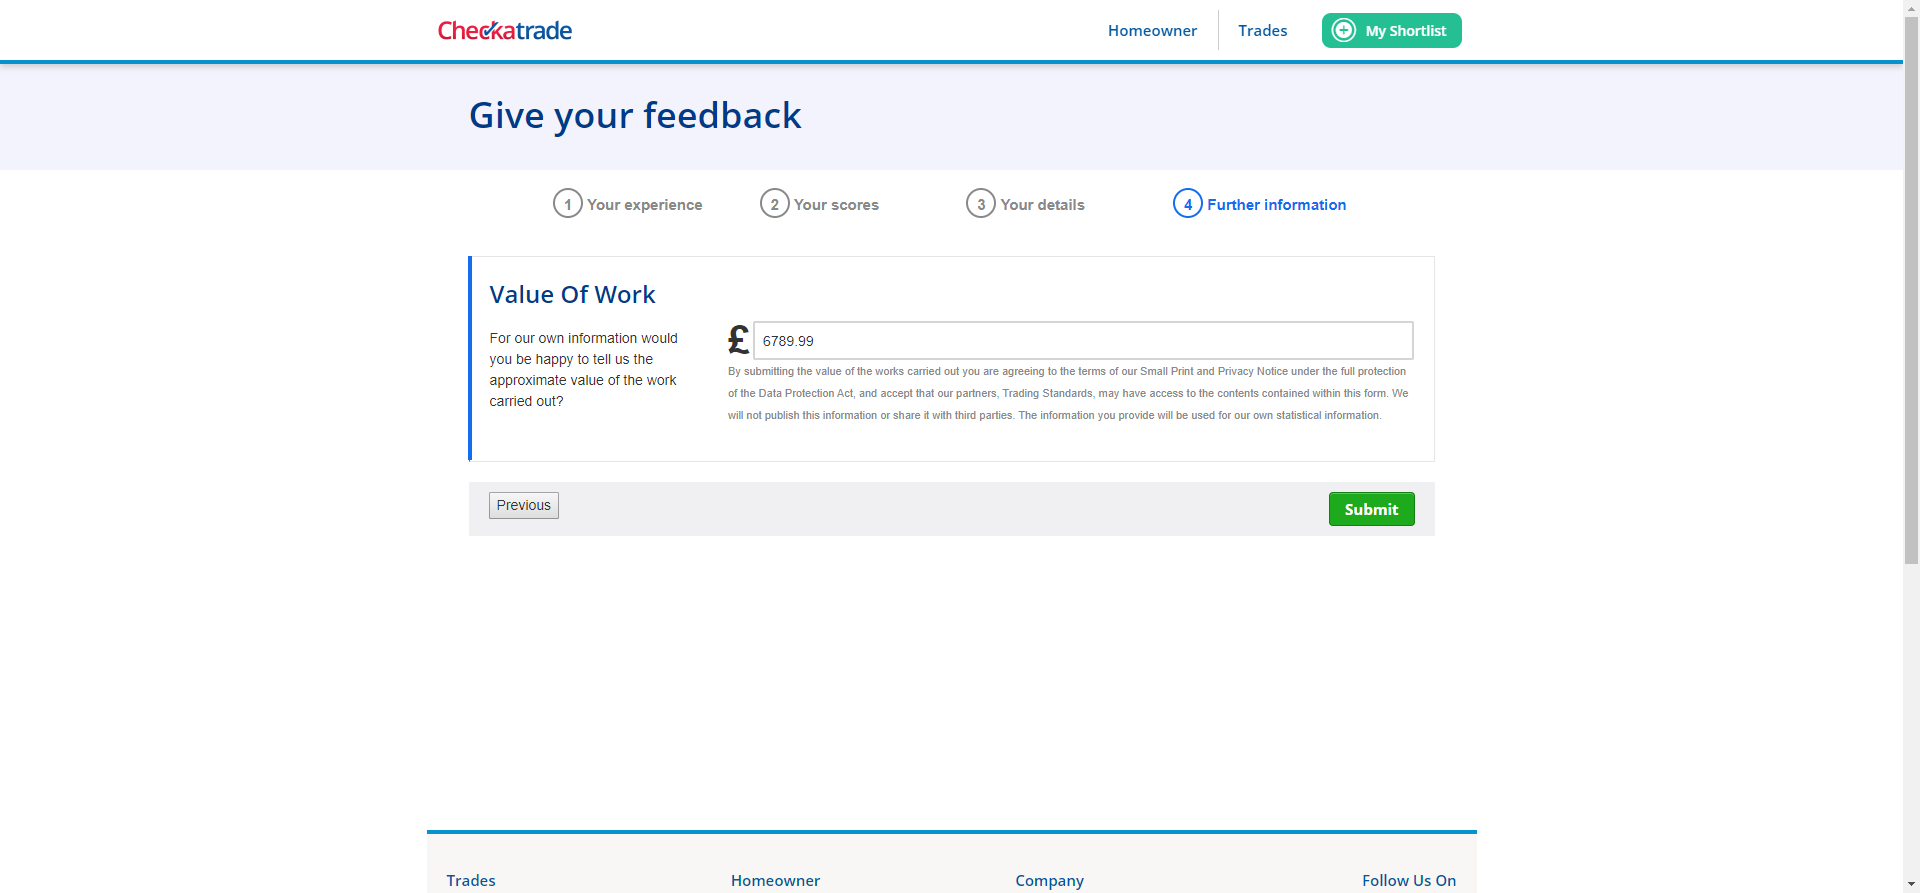 Checkatrade
Homeowner
Trades
My Shortlist
Give your feedback
1 Your experience
2 Your scores
3 Your details
4 Further information
Value Of Work
For our own information would
you be happy to tell us the
approximate value of the work
carried out?
£ 6789.99
By submitting the value of the works carried out you are agreeing to the terms of our Small Print and Privacy Notice under the full protection
of the Data Protection Act, and accept that our partners, Trading Standards, may have access to the contents contained within this form. We
will not publish this information or share it with third parties. The information you provide will be used for our own statistical information.
Previous
Submit
Trades
Homeowner
Company
Follow Us On